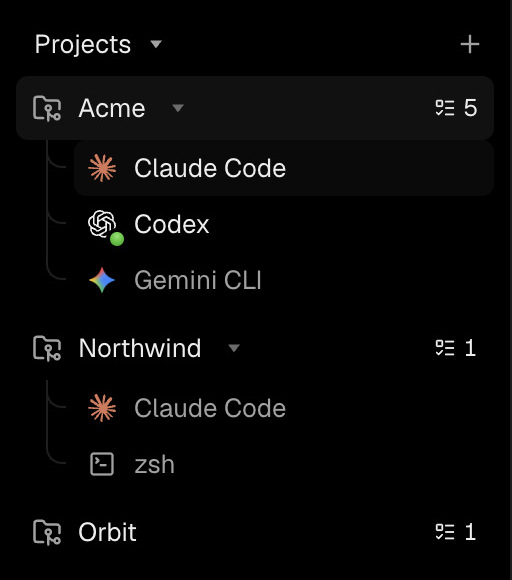 Projects
Acme 5
Claude Code
Codex
Gemini CLI
Northwind 1
Claude Code
zsh
Orbit 1